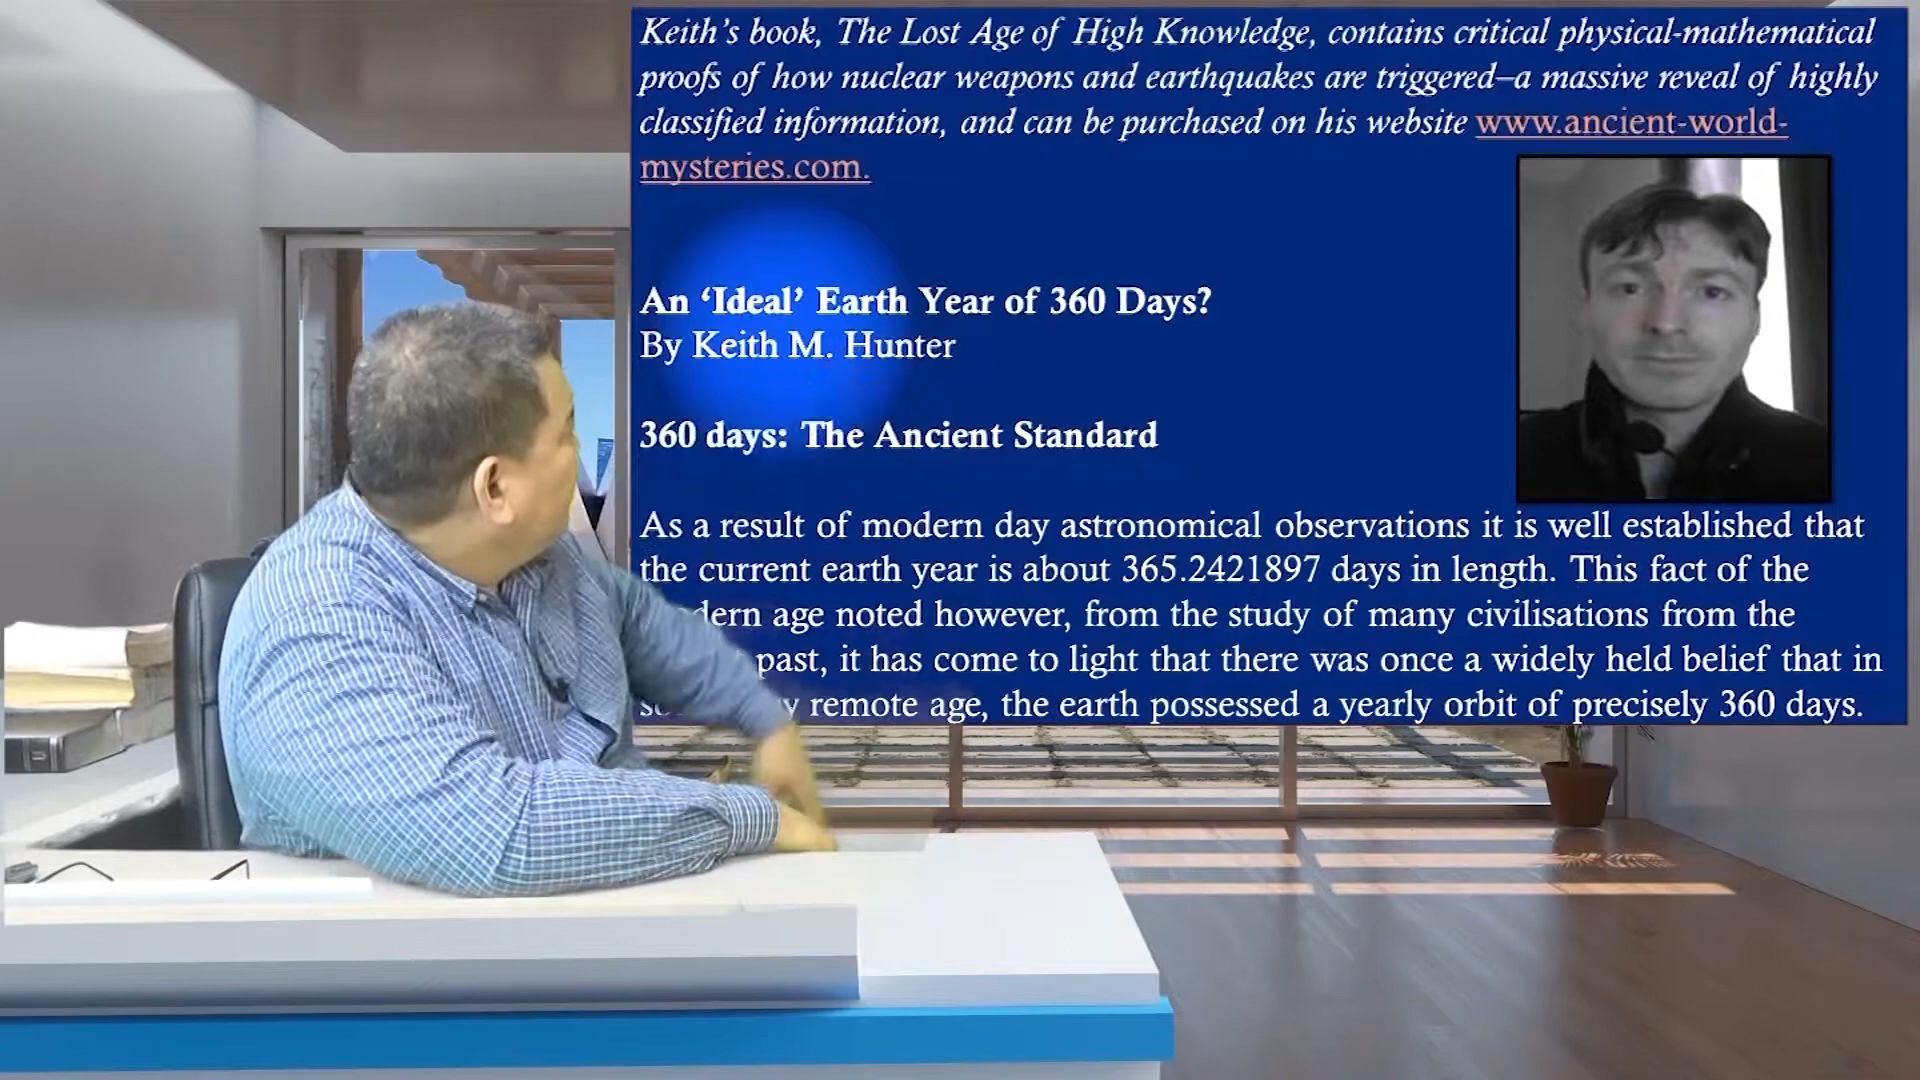 Keith's book, The Lost Age of High Knowledge, contains critical physical-mathematical
proofs of how nuclear weapons and earthquakes are triggered–a massive reveal of highly
classified information, and can be purchased on his website www.ancient-world-
mysteries.com.
An ‘Ideal’ Earth Year of 360 Days?
By Keith M. Hunter
360 days: The Ancient Standard
As a result of modern day astronomical observations it is well established that
the current earth year is about 365.2421897 days in length. This fact of the
age noted however, from the study of many civilisations from the
past, it has come to light that there was once a widely held belief that in
remote age, the earth possessed a yearly orbit of precisely 360 days.